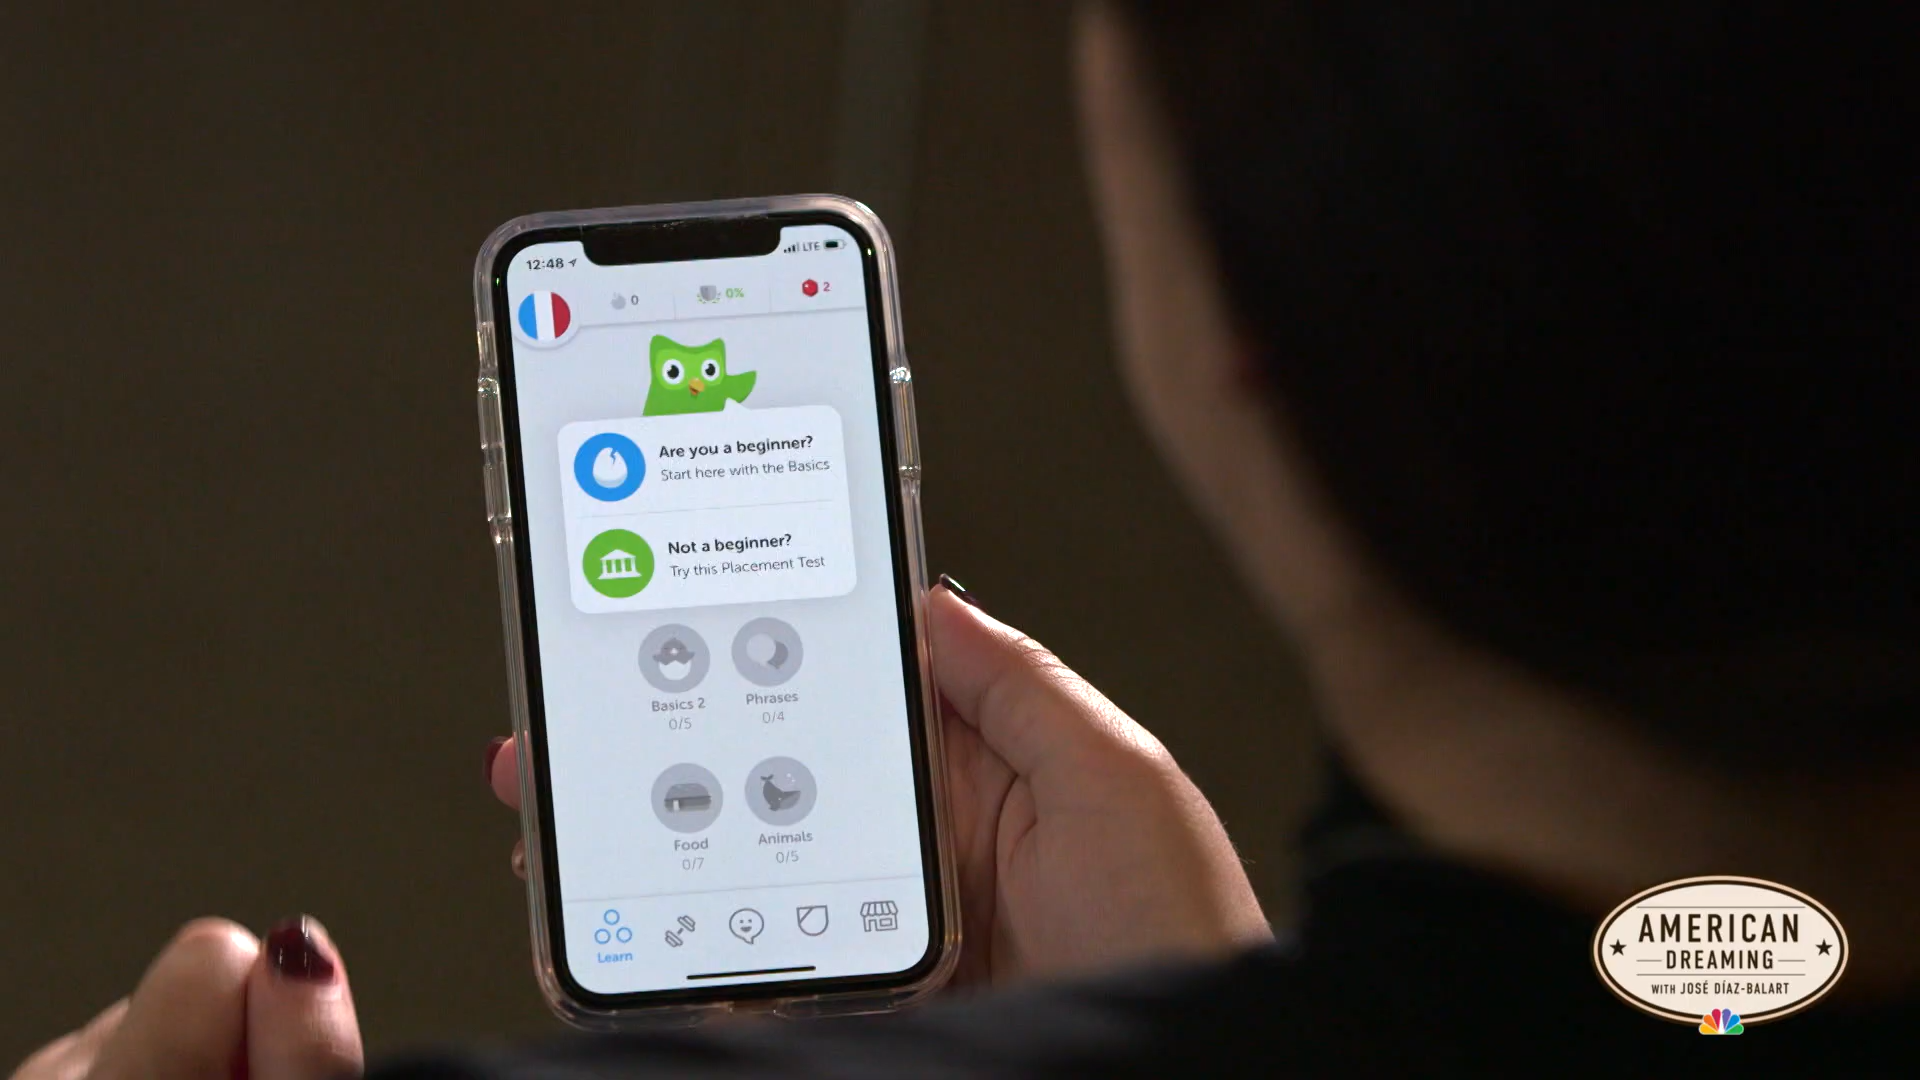 12:48
LTE
0
0%
2
Are you a beginner?
Start here with the Basics
Not a beginner?
Try this Placement Test
Basics 2
0/5
Phrases
0/4
Food
0/7
Animals
0/5
Learn
AMERICAN
DREAMING
WITH JOSÉ DÍAZ-BALART